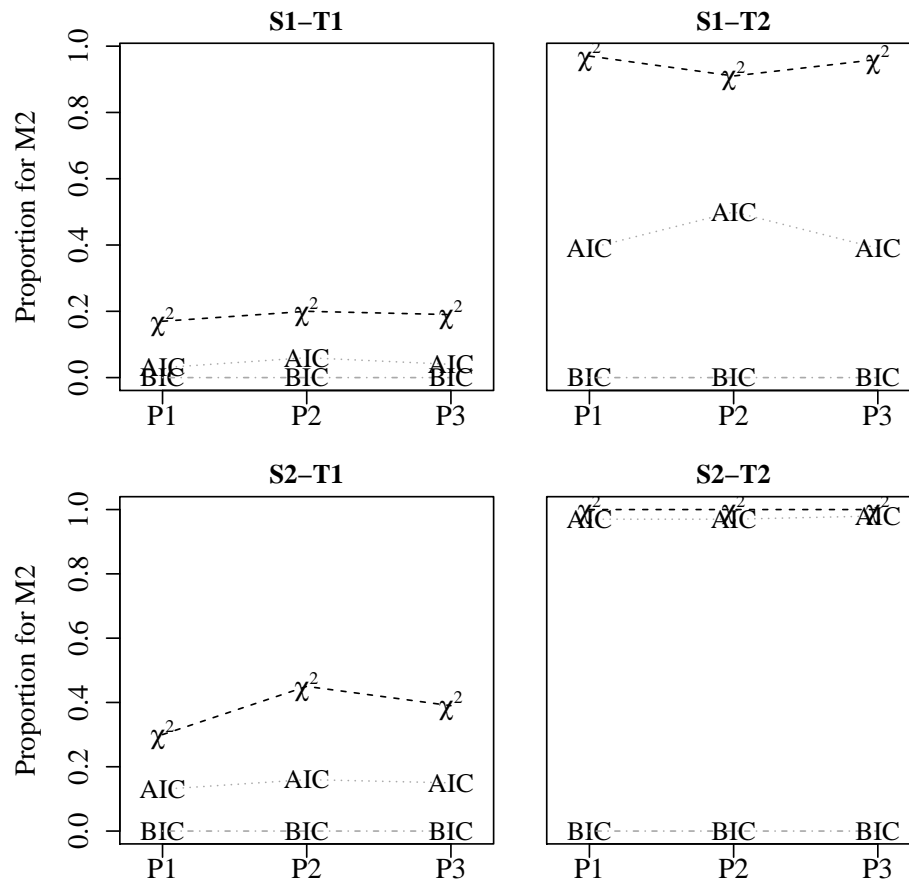 S1–T1
S1–T2
Proportion for M2
1.0
0.8
0.6
0.4
0.2
0.0
χ2 χ2 χ2
AIC AIC AIC
BIC BIC BIC
P1 P2 P3
χ2 χ2 χ2
AIC AIC AIC
BIC BIC BIC
P1 P2 P3
S2–T1
S2–T2
Proportion for M2
1.0
0.8
0.6
0.4
0.2
0.0
χ2 χ2 χ2
AIC AIC AIC
BIC BIC BIC
P1 P2 P3
χ2 χ2 χ2
AIC AIC AIC
BIC BIC BIC
P1 P2 P3